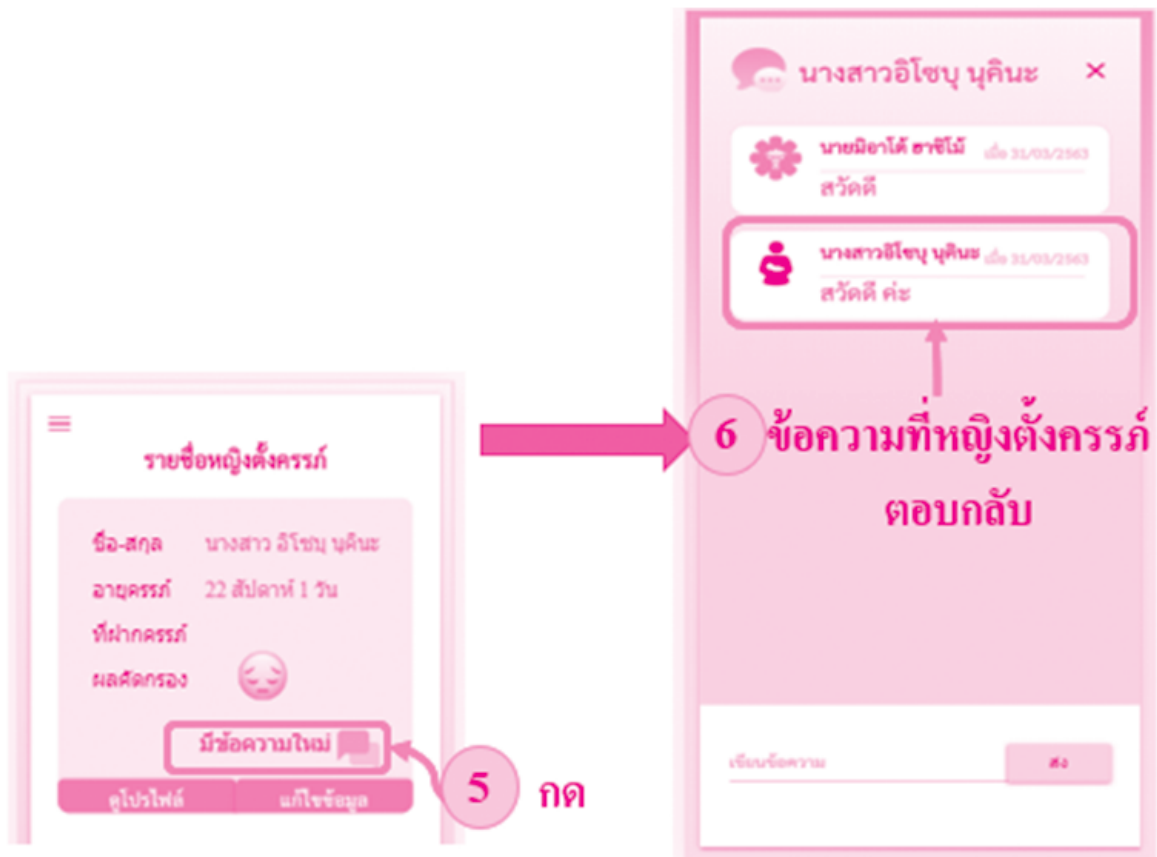 รายชื่อหญิงตั้งครรภ์
ชื่อ-สกุล นางสาว อิโซบุ นุคินะ
อายุครรภ์ 22 สัปดาห์ 1 วัน
ที่ฝากครรภ์
ผลคัดกรอง
มีข้อความใหม่
ดูโปรไฟล์ แก้ไขข้อมูล
5 กด
นางสาวอิโซบุ นุคินะ ×
นายมิอาโต้ ฮาชิโม้ เมื่อ 31/03/2563
สวัดดี
นางสาวอิโซบุ นุคินะ เมื่อ 31/03/2563
สวัดดี ค่ะ
6 ข้อความที่หญิงตั้งครรภ์
ตอบกลับ
เขียนข้อความ ส่ง